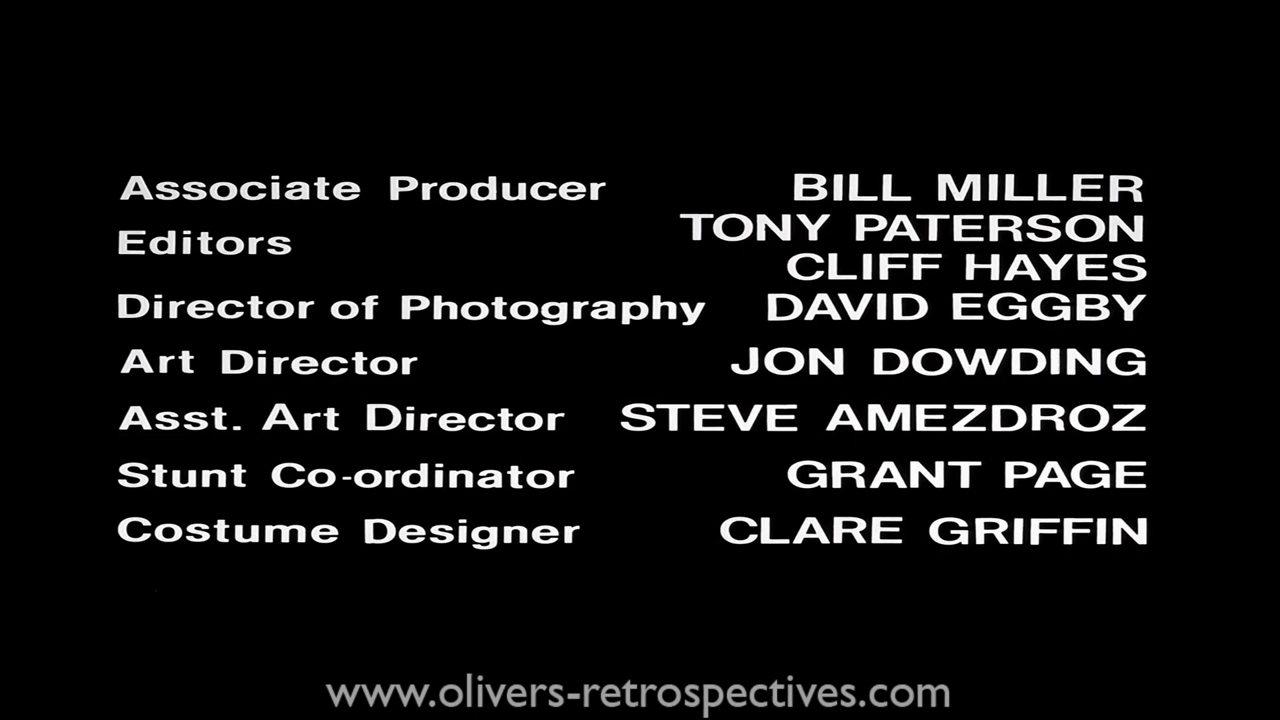 Associate Producer BILL MILLER
Editors TONY PATERSON
CLIFF HAYES
Director of Photography DAVID EGGBY
Art Director JON DOWDING
Asst. Art Director STEVE AMEZDROZ
Stunt Co-ordinator GRANT PAGE
Costume Designer CLARE GRIFFIN
www.olivers-retrospectives.com